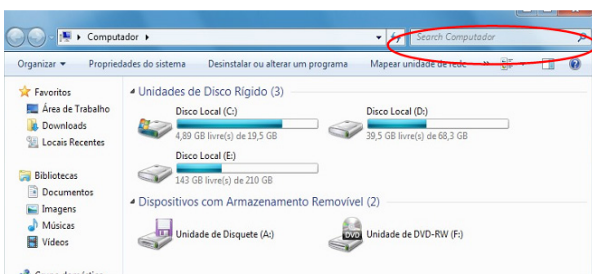 Computador
Search Computador
Organizar Propriedades do sistema Desinstalar ou alterar um programa Mapear unidade de rede »
Favoritos
Área de Trabalho
Downloads
Locais Recentes
Bibliotecas
Documentos
Imagens
Músicas
Vídeos
Unidades de Disco Rígido (3)
Disco Local (C:)
4,89 GB livre(s) de 19,5 GB
Disco Local (D:)
39,5 GB livre(s) de 68,3 GB
Disco Local (E:)
143 GB livre(s) de 210 GB
Dispositivos com Armazenamento Removível (2)
Unidade de Disquete (A:)
Unidade de DVD-RW (F:)